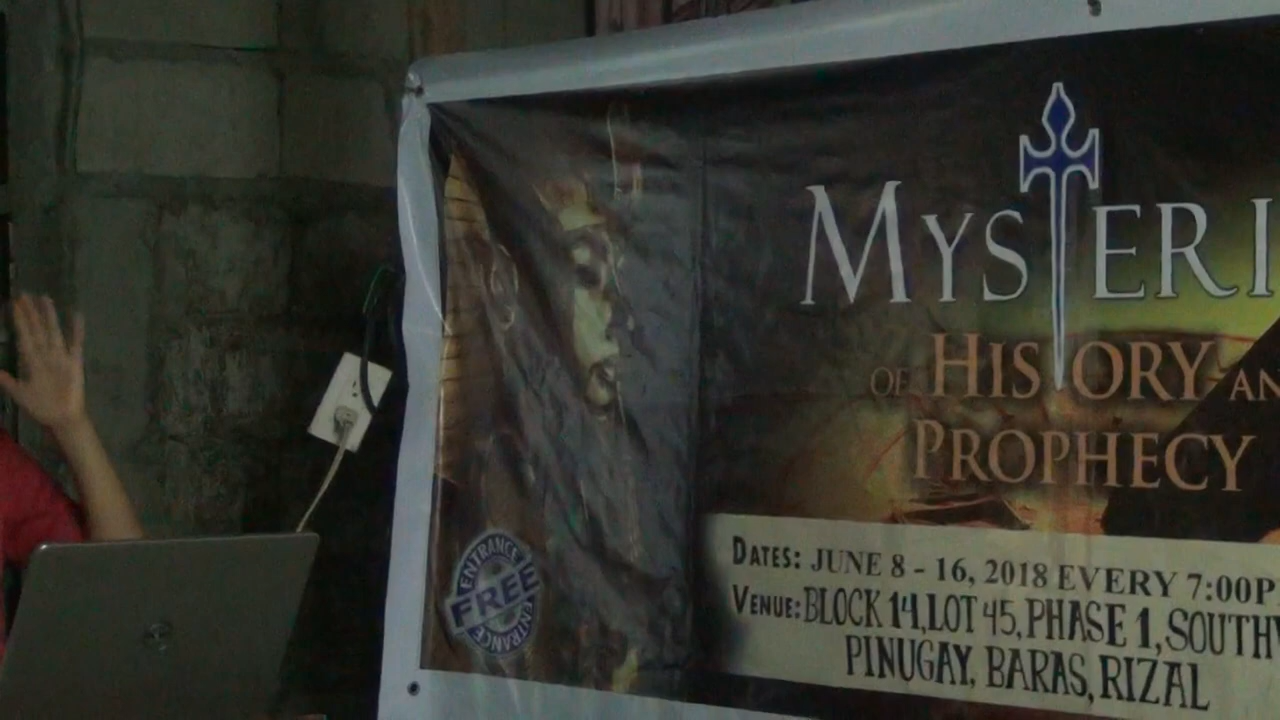 MYSTERI
OF HISTORY AN
PROPHECY
DATES: JUNE 8 - 16, 2018 EVERY 7:00P
VENUE: BLOCK 14, LOT 45, PHASE 1, SOUTHV
PINUGAY, BARAS, RIZAL
ENTRANCE
FREE
ENTRANCE